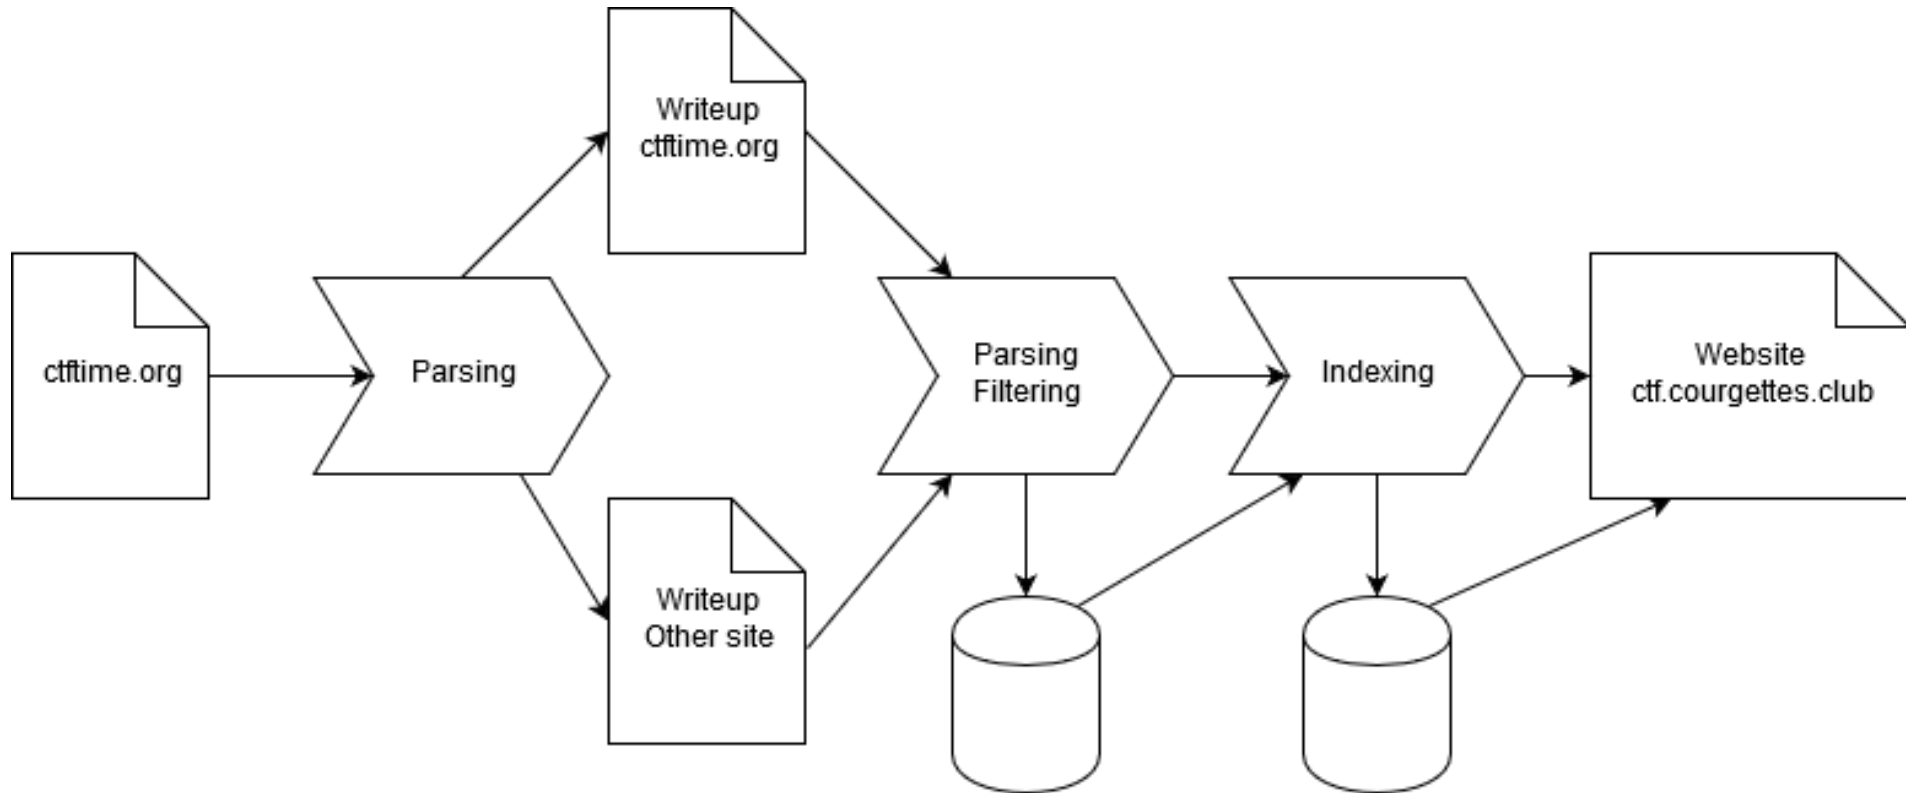 Writeup
ctftime.org
ctftime.org
Parsing
Parsing
Filtering
Indexing
Website
ctf.courgettes.club
Writeup
Other site